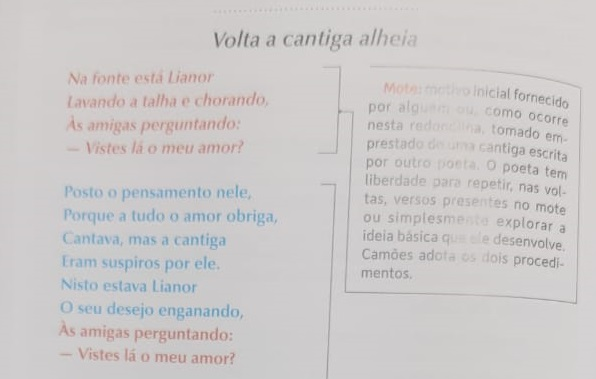 Volta a cantiga alheia
Na fonte está Lianor
Lavando a talha e chorando,
Às amigas perguntando:
— Vistes lá o meu amor?
Posto o pensamento nele,
Porque a tudo o amor obriga,
Cantava, mas a cantiga
Eram suspiros por ele.
Nisto estava Lianor
O seu desejo enganando,
Às amigas perguntando:
— Vistes lá o meu amor?
Mote: motivo inicial fornecido
por alguém ou, como ocorre
nesta redondilha, tomado em-
prestado de uma cantiga escrita
por outro poeta. O poeta tem
liberdade para repetir, nas vol-
tas, versos presentes no mote
ou simplesmente explorar a
ideia básica que ele desenvolve.
Camões adota os dois procedi-
mentos.